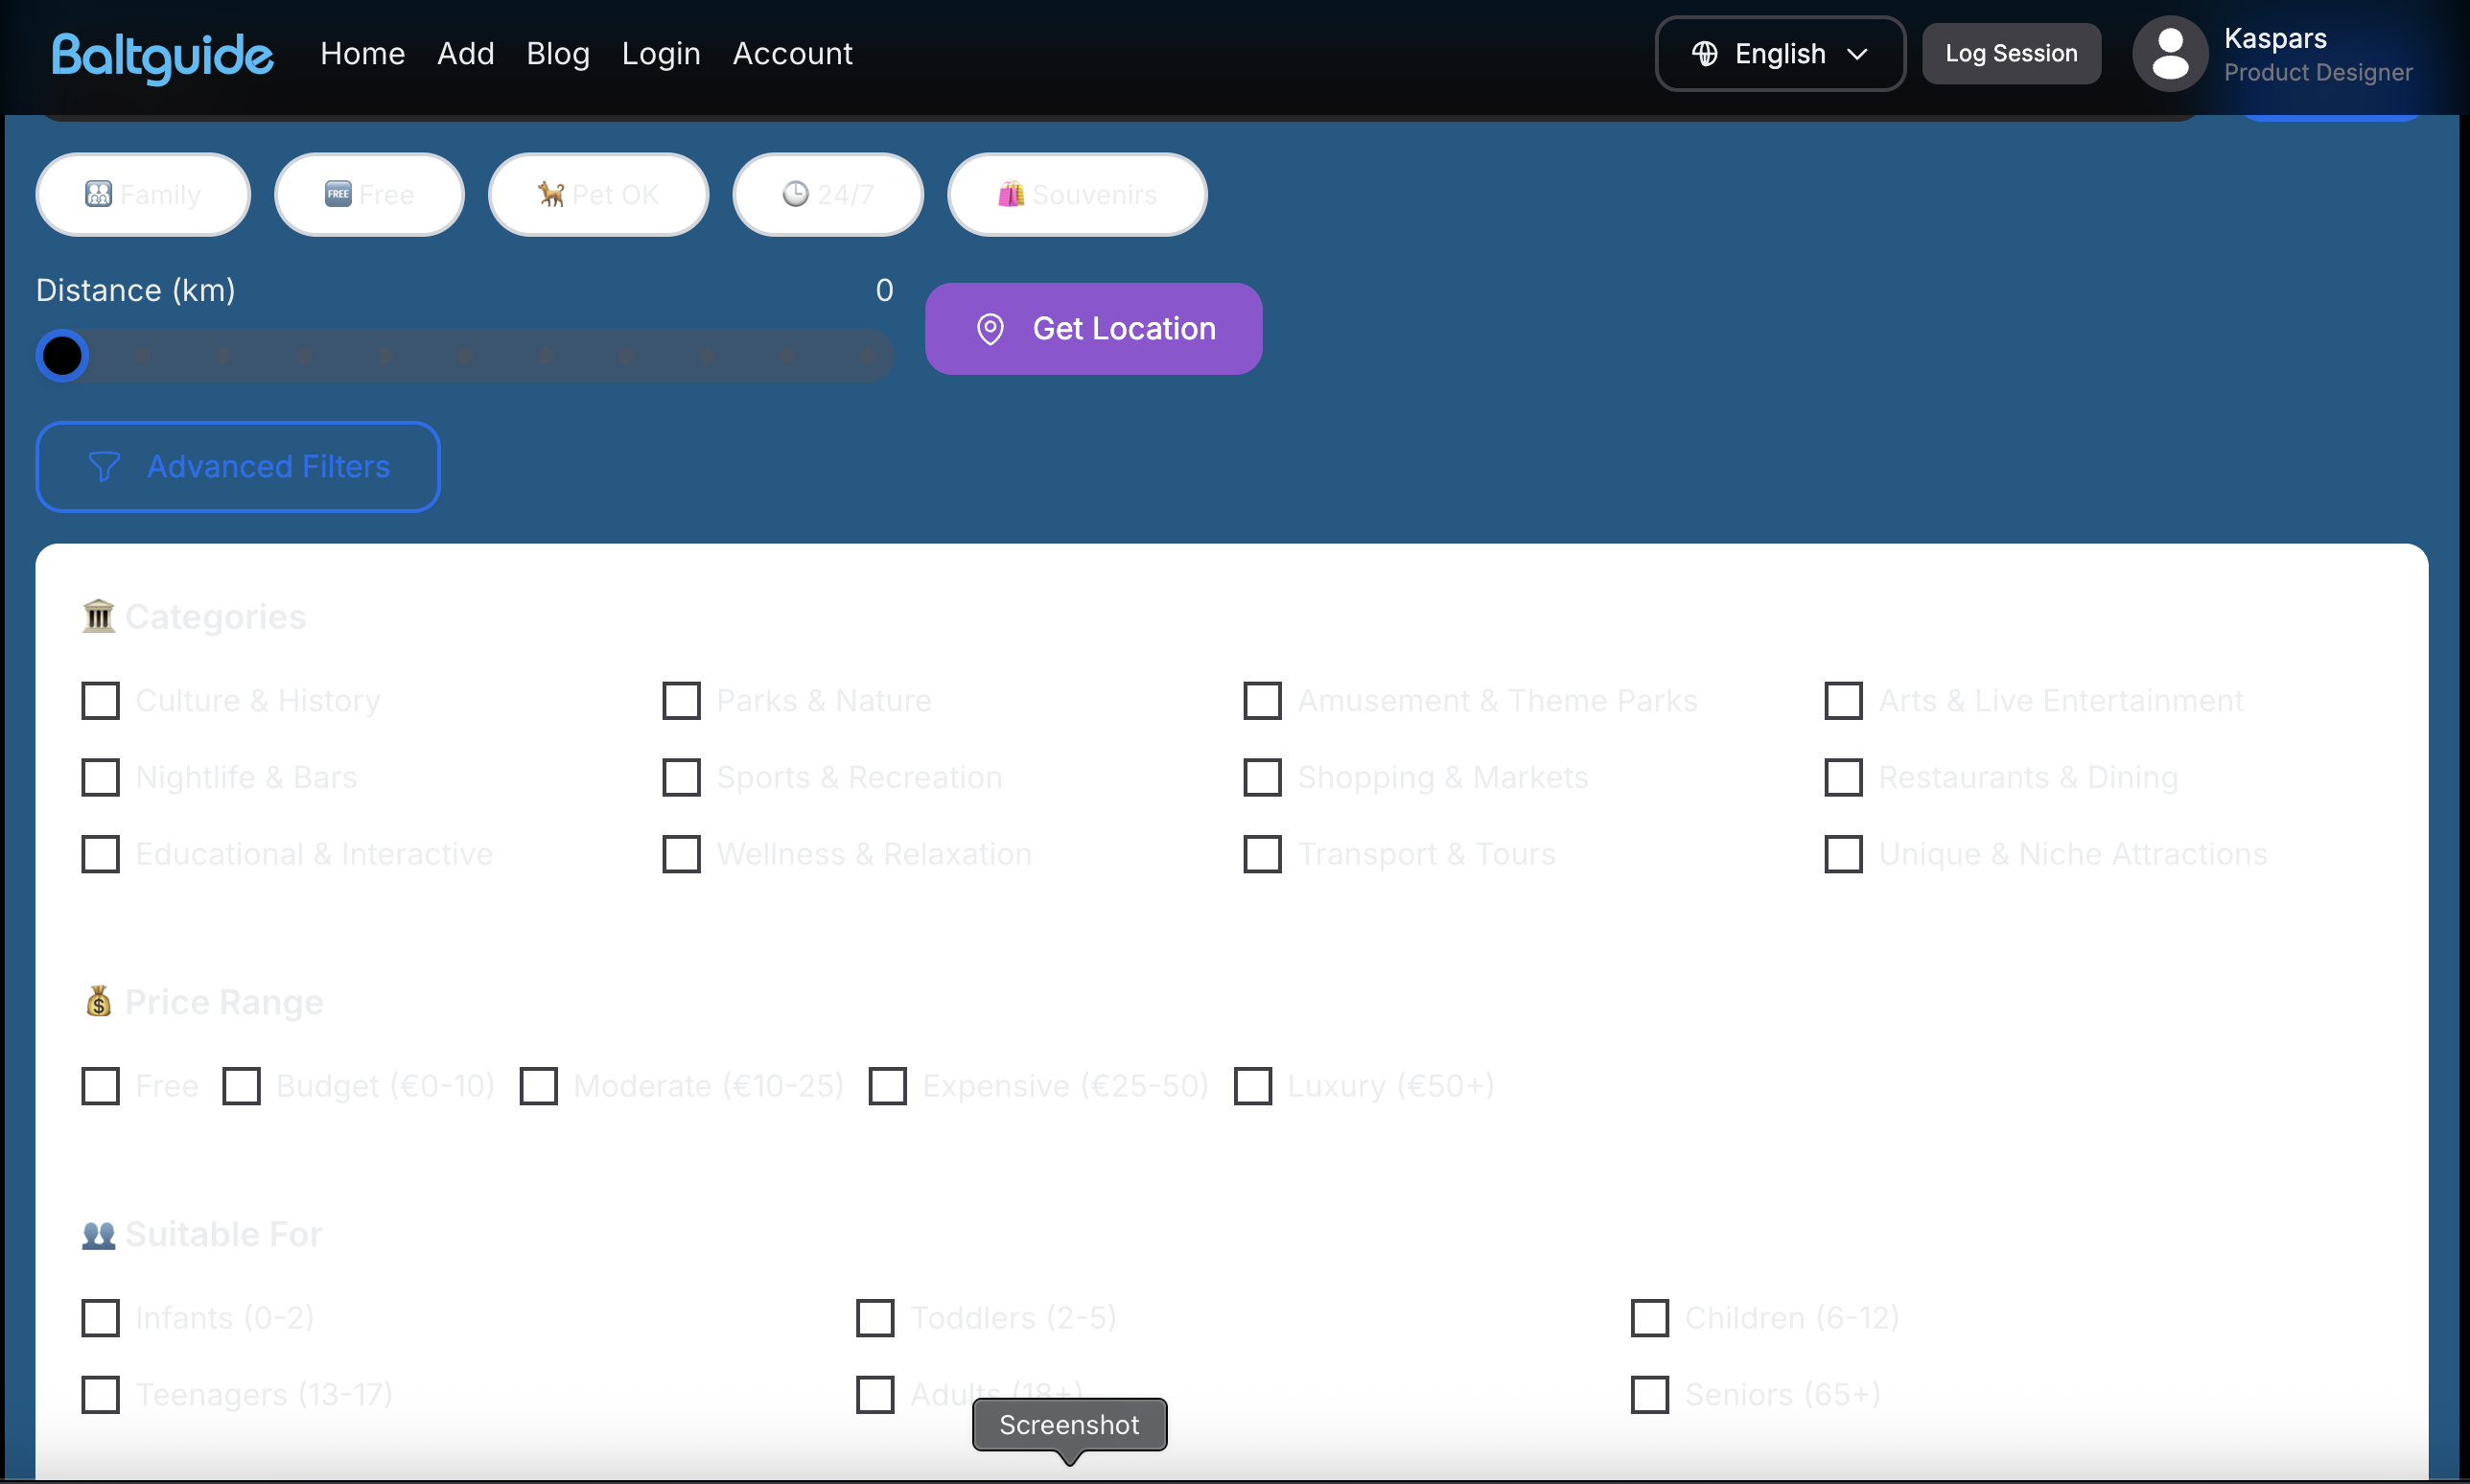 Baltguide Home Add Blog Login Account English Log Session Kaspars
Product Designer
Family FREE Free Pet OK 24/7 Souvenirs
Distance (km) 0
Get Location
Advanced Filters
Categories
Culture & History Parks & Nature Amusement & Theme Parks Arts & Live Entertainment
Nightlife & Bars Sports & Recreation Shopping & Markets Restaurants & Dining
Educational & Interactive Wellness & Relaxation Transport & Tours Unique & Niche Attractions
Price Range
Free Budget (€0-10) Moderate (€10-25) Expensive (€25-50) Luxury (€50+)
Suitable For
Infants (0-2) Toddlers (2-5) Children (6-12)
Teenagers (13-17) Adults (18+) Seniors (65+)
Screenshot